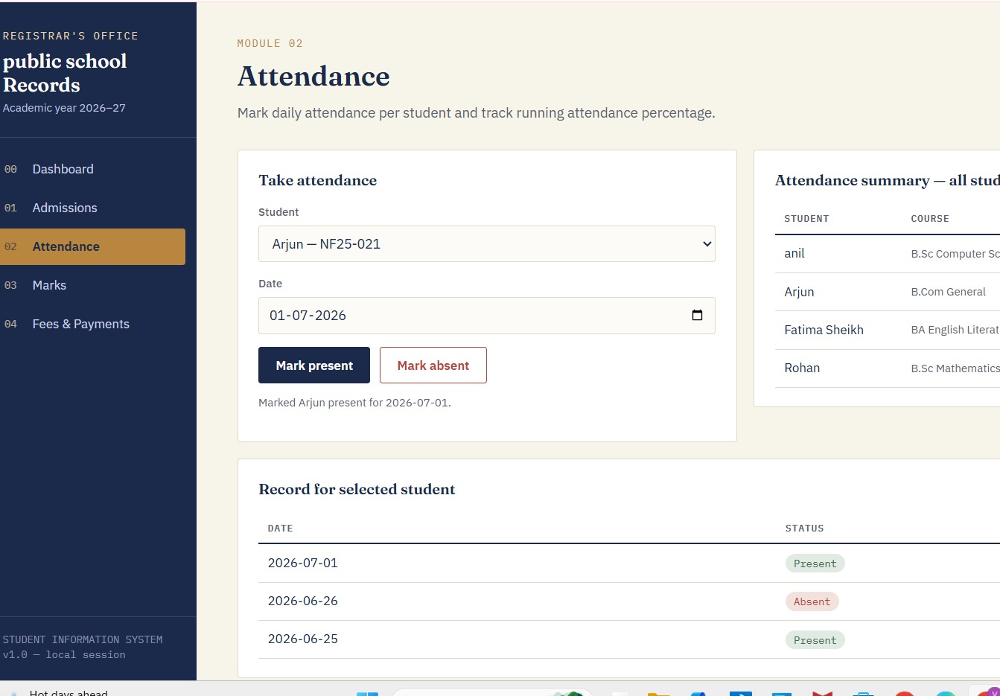 REGISTRAR'S OFFICE
public school
Records
Academic year 2026–27
00 Dashboard
01 Admissions
02 Attendance
03 Marks
04 Fees & Payments
STUDENT INFORMATION SYSTEM
v1.0 — local session
MODULE 02
Attendance
Mark daily attendance per student and track running attendance percentage.
Take attendance
Student
Arjun — NF25-021
Date
01-07-2026
Mark present Mark absent
Marked Arjun present for 2026-07-01.
Attendance summary — all stud
STUDENT COURSE
anil B.Sc Computer Sc
Arjun B.Com General
Fatima Sheikh BA English Literat
Rohan B.Sc Mathematics
Record for selected student
DATE STATUS
2026-07-01 Present
2026-06-26 Absent
2026-06-25 Present
Hot days ahead